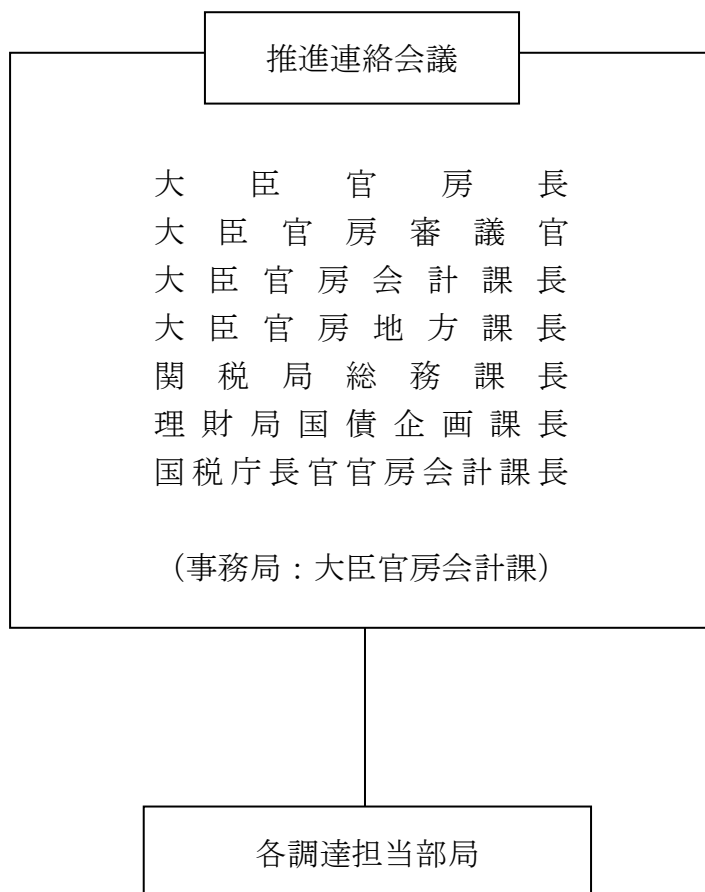 推進連絡会議
大臣官房長
大臣官房審議官
大臣官房会計課長
大臣官房地方課長
関税局総務課長
理財局国債企画課長
国税庁長官官房会計課長
（事務局：大臣官房会計課）
各調達担当部局